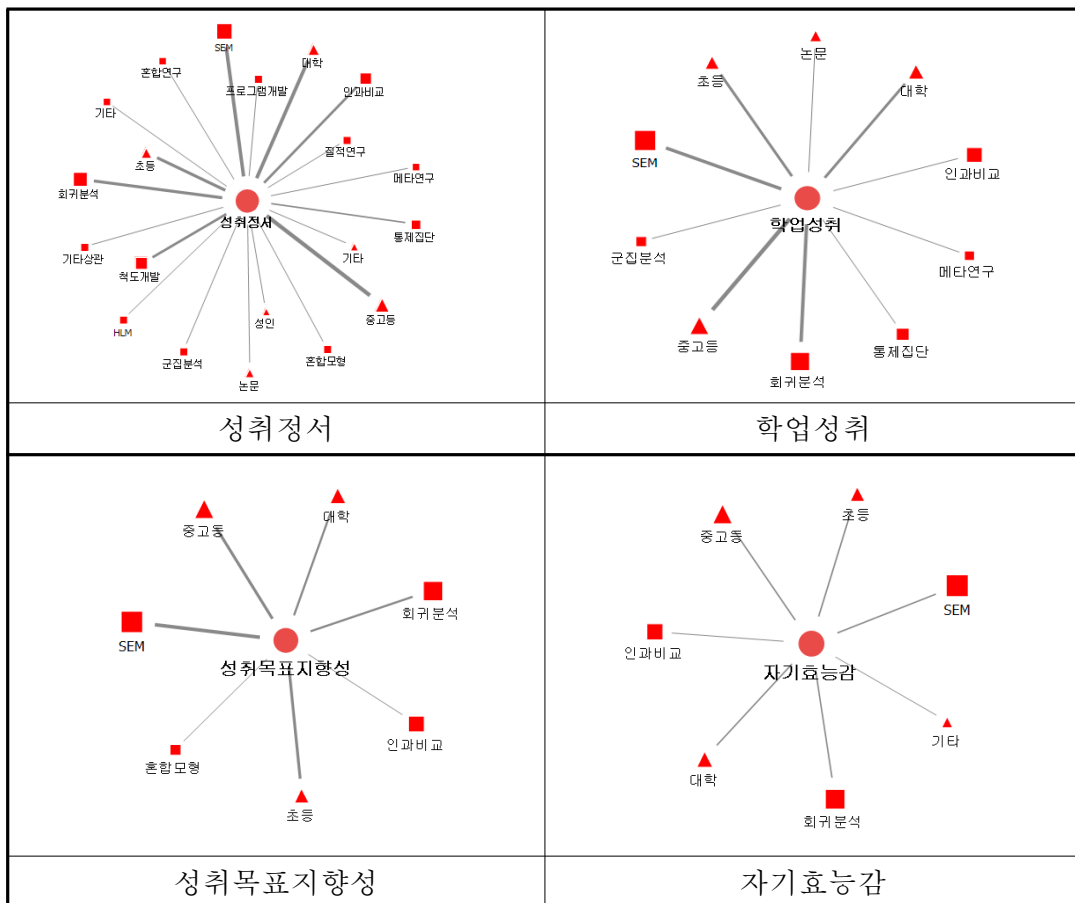 SEM
대학
혼합연구
프로그램개발
인과비교
기타
질적연구
초등
메타연구
회귀분석
성취정서
통제집단
기타상관
척도개발
기타
성인
중고등
HLM
군집분석
혼합모형
논문
성취정서
논문
초등
대학
SEM
인과비교
학업성취
군집분석
메타연구
중고등
통제집단
회귀분석
학업성취
대학
중고등
회귀분석
SEM
성취목표지향성
인과비교
혼합모형
초등
성취목표지향성
초등
중고등
SEM
인과비교
자기효능감
기타
대학
회귀분석
자기효능감